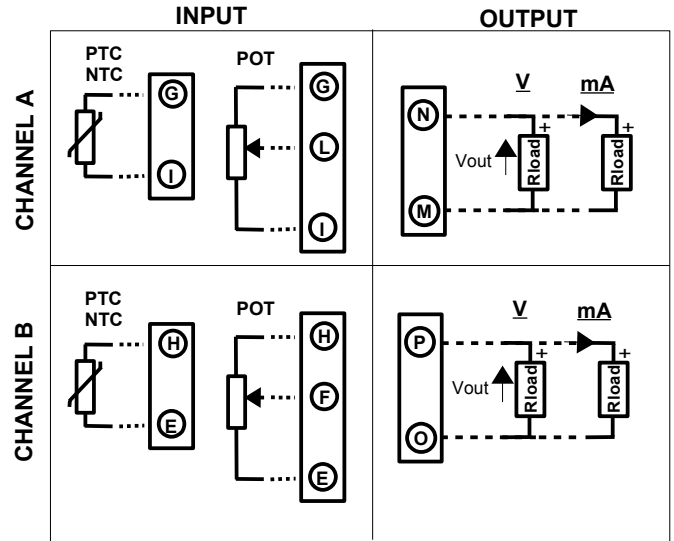 INPUT
OUTPUT
CHANNEL A
PTC
NTC
G
I
POT
G
L
I
N
M
V
mA
Vout
+
Rload
+
Rload
CHANNEL B
PTC
NTC
H
E
POT
H
F
E
P
O
V
mA
Vout
+
Rload
+
Rload